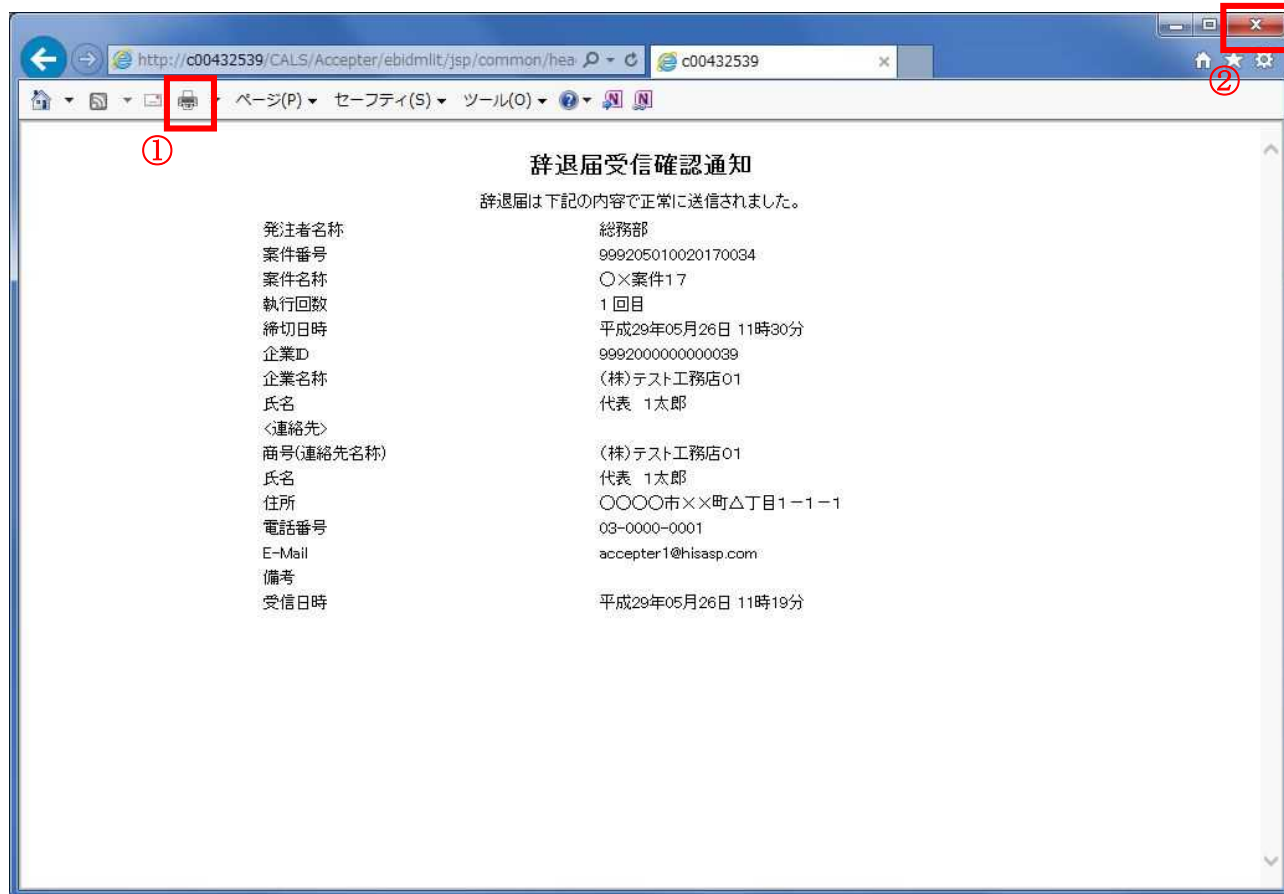 http://c00432539/CALS/Accepter/ebidmlit/jsp/common/hea
c00432539
ページ(P) セーフティ(S) ツール(O)
①
②
辞退届受信確認通知
辞退届は下記の内容で正常に送信されました。
発注者名称 総務部
案件番号 999205010020170034
案件名称 ○×案件17
執行回数 1回目
締切日時 平成29年05月26日 11時30分
企業ID 9992000000000039
企業名称 (株)テスト工務店01
氏名 代表 1太郎
<連絡先>
商号(連絡先名称) (株)テスト工務店01
氏名 代表 1太郎
住所 ○○○○市××町△丁目1-1-1
電話番号 03-0000-0001
E-Mail accepter1@hisasp.com
備考
受信日時 平成29年05月26日 11時19分